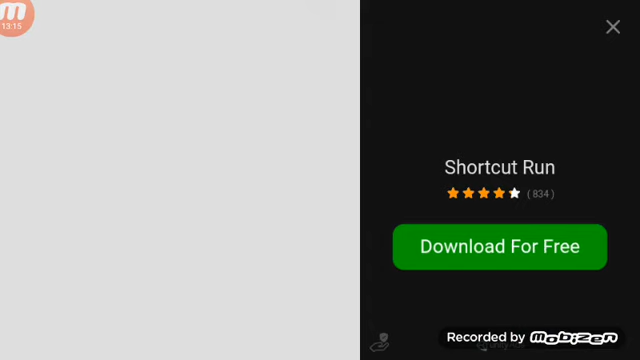 13:15
Shortcut Run
(834)
Download For Free
Recorded by mobizen